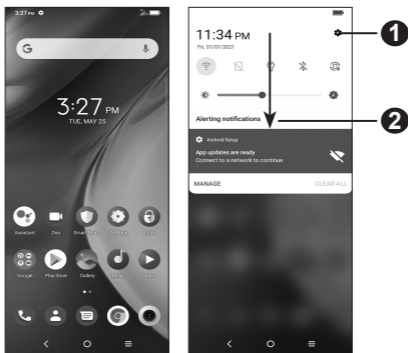 3:27 PM
3:27 PM
TUE, MAY 25
Assistant
Duo
Google
Play Store
Gallery
11:34 PM
Fri, 01/01/2021
Alerting notifications
Android Setup
App updates are ready
Connect to a network to continue
MANAGE
CLEAR ALL
1
2